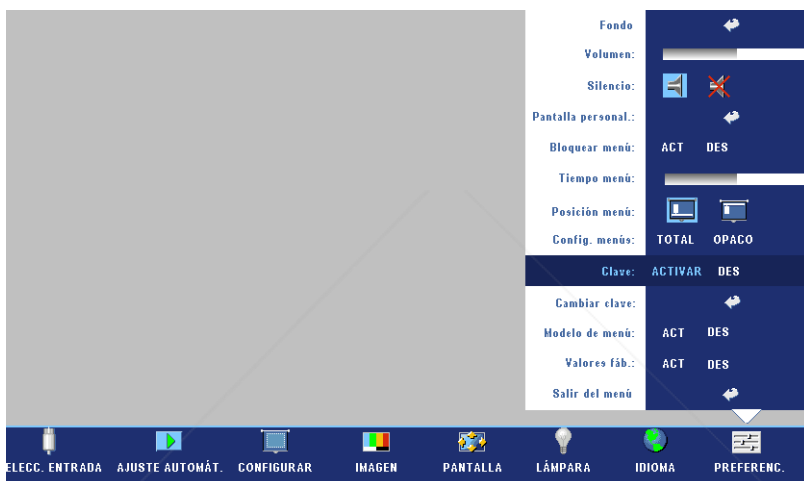 Fondo
Volumen:
Silencio:
Pantalla personal.:
Bloquear menú: ACT DES
Tiempo menú:
Posición menú:
Config. menús: TOTAL OPACO
Clave: ACTIVAR DES
Cambiar clave:
Modelo de menú: ACT DES
Valores fáb.: ACT DES
Salir del menú
ELECC. ENTRADA AJUSTE AUTOMÁT. CONFIGURAR IMAGEN PANTALLA LÁMPARA IDIOMA PREFERENC.